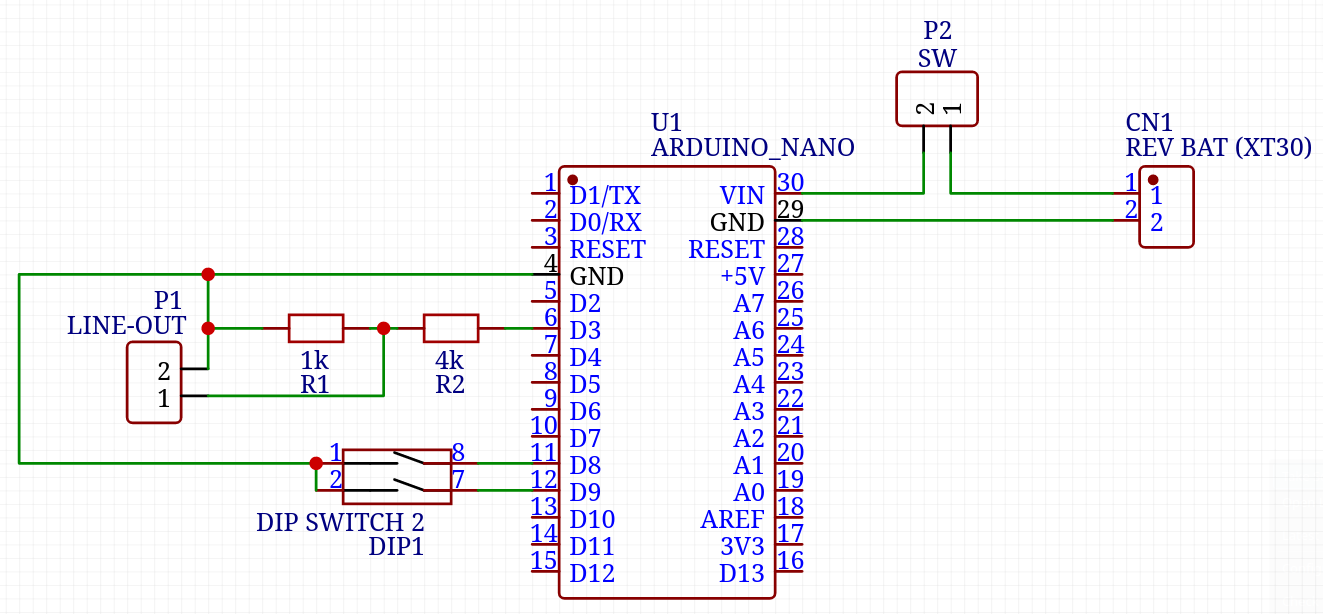 P2
SW
2 1
U1
ARDUINO_NANO
CN1
REV BAT (XT30)
1 D1/TX VIN 30
2 D0/RX GND 29
3 RESET RESET 28
4 GND +5V 27
5 D2 A7 26
6 D3 A6 25
7 D4 A5 24
8 D5 A4 23
9 D6 A3 22
10 D7 A2 21
11 D8 A1 20
12 D9 A0 19
13 D10 AREF 18
14 D11 3V3 17
15 D12 D13 16
1 1
2 2
P1
LINE-OUT
2
1
1k
R1
4k
R2
1 8
2 7
DIP SWITCH 2
DIP1